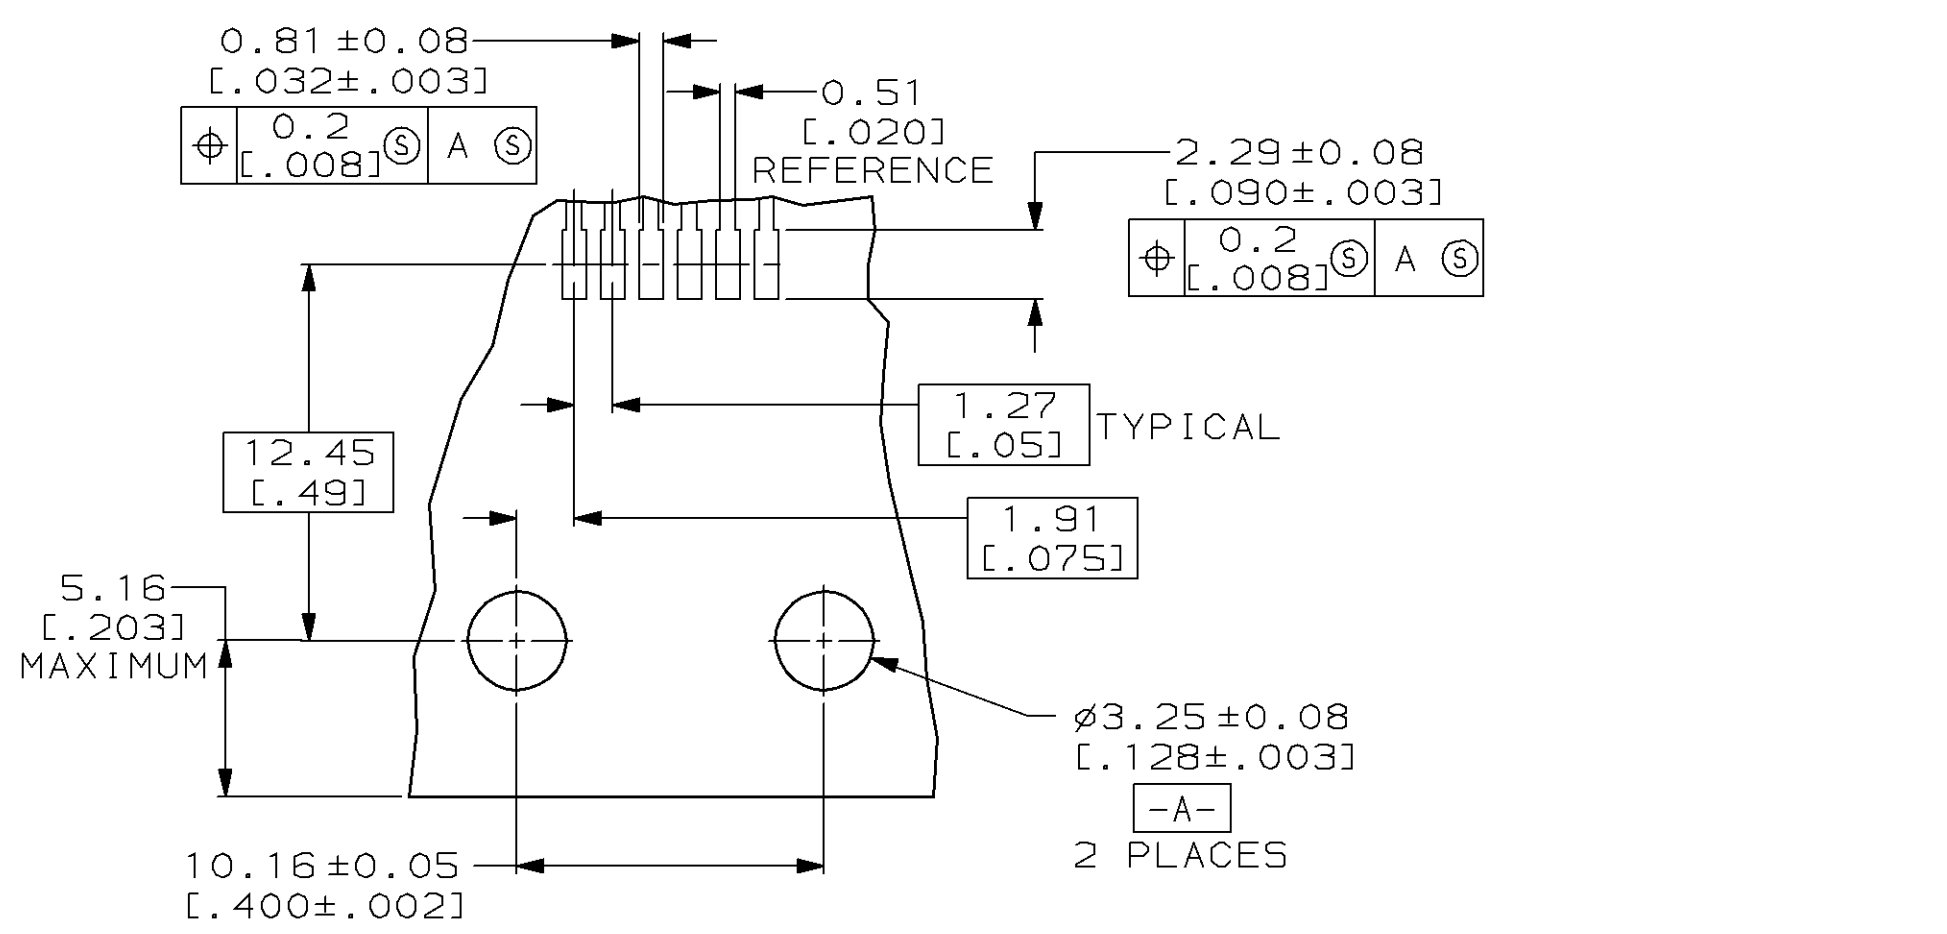 0.81±0.08
[.032±.003]
⌖ 0.2 Ⓢ A Ⓢ
[.008]
0.51
[.020]
REFERENCE
2.29±0.08
[.090±.003]
⌖ 0.2 Ⓢ A Ⓢ
[.008]
1.27
[.05]
TYPICAL
12.45
[.49]
1.91
[.075]
5.16
[.203]
MAXIMUM
ø3.25±0.08
[.128±.003]
-A-
2 PLACES
10.16±0.05
[.400±.002]